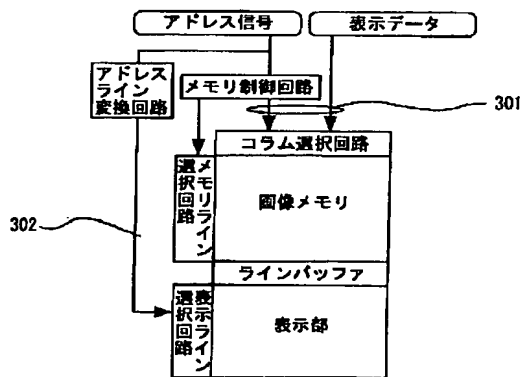 アドレス信号
表示データ
アドレス
ライン
変換回路
メモリ制御回路
301
コラム選択回路
メモリライン
選択回路
画像メモリ
302
ラインバッファ
表示ライン
選択回路
表示部